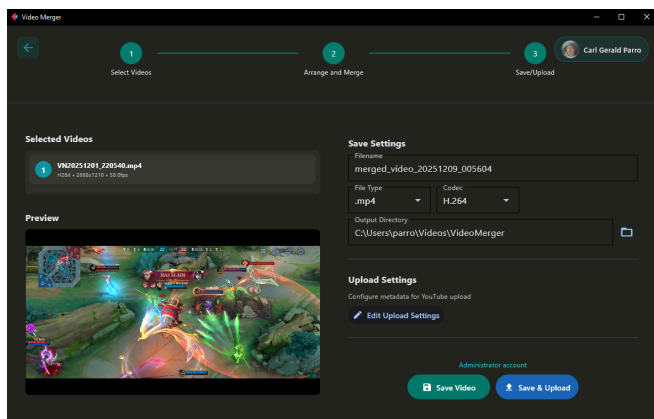 Video Merger
1
2
3
Carl Gerald Parro
Select Videos
Arrange and Merge
Save/Upload
Selected Videos
1
VN20251201_220540.mp4
H264 • 2688x1210 • 50.0fps
Preview
HAS SLAIN
Save Settings
Filename
merged_video_20251209_005604
File Type
.mp4
Codec
H.264
Output Directory
C:\Users\parro\Videos\VideoMerger
Upload Settings
Configure metadata for YouTube upload
Edit Upload Settings
Administrator account
Save Video
Save & Upload